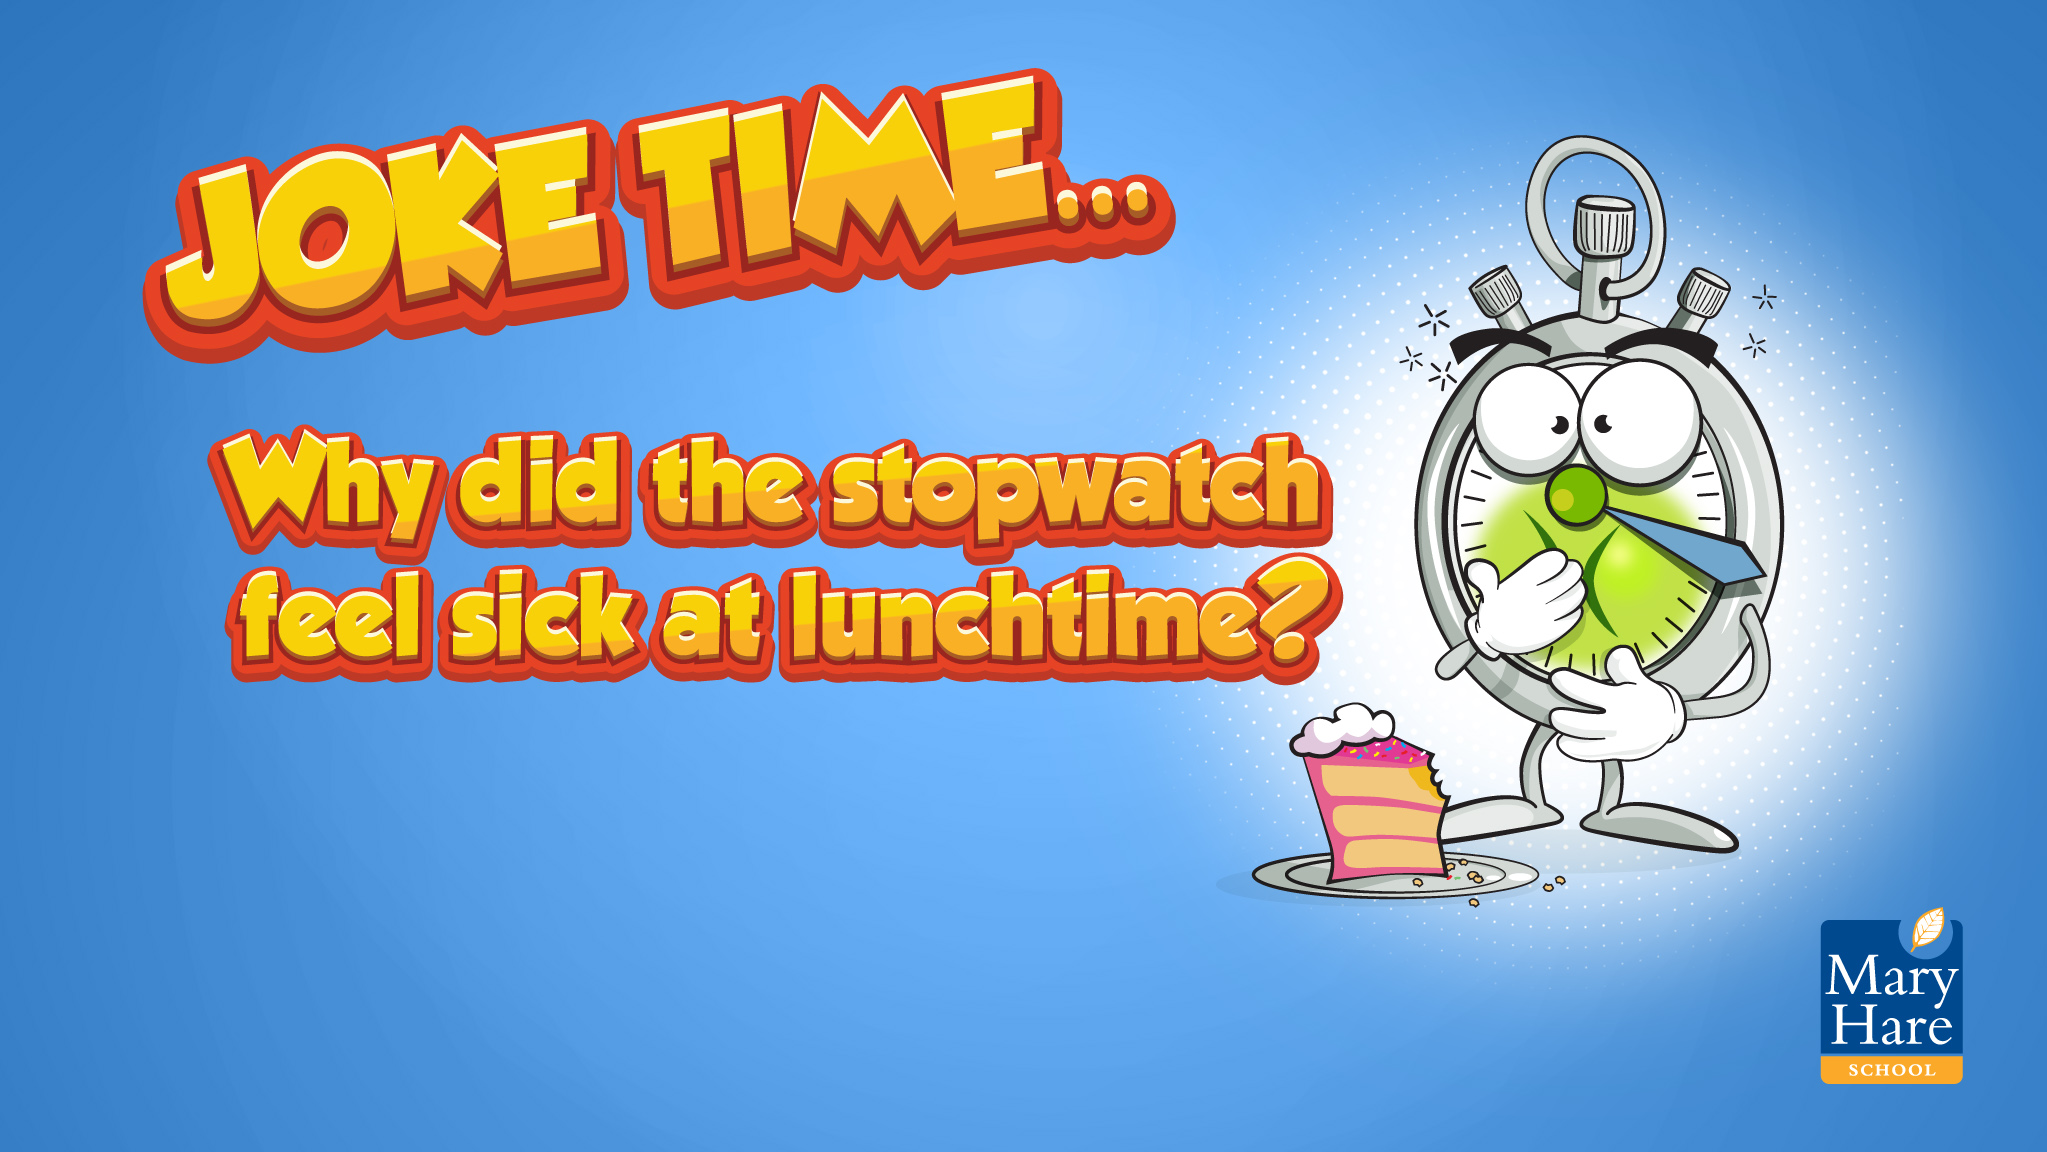 JOKE TIME...
Why did the stopwatch
feel sick at lunchtime?
Mary
Hare
SCHOOL